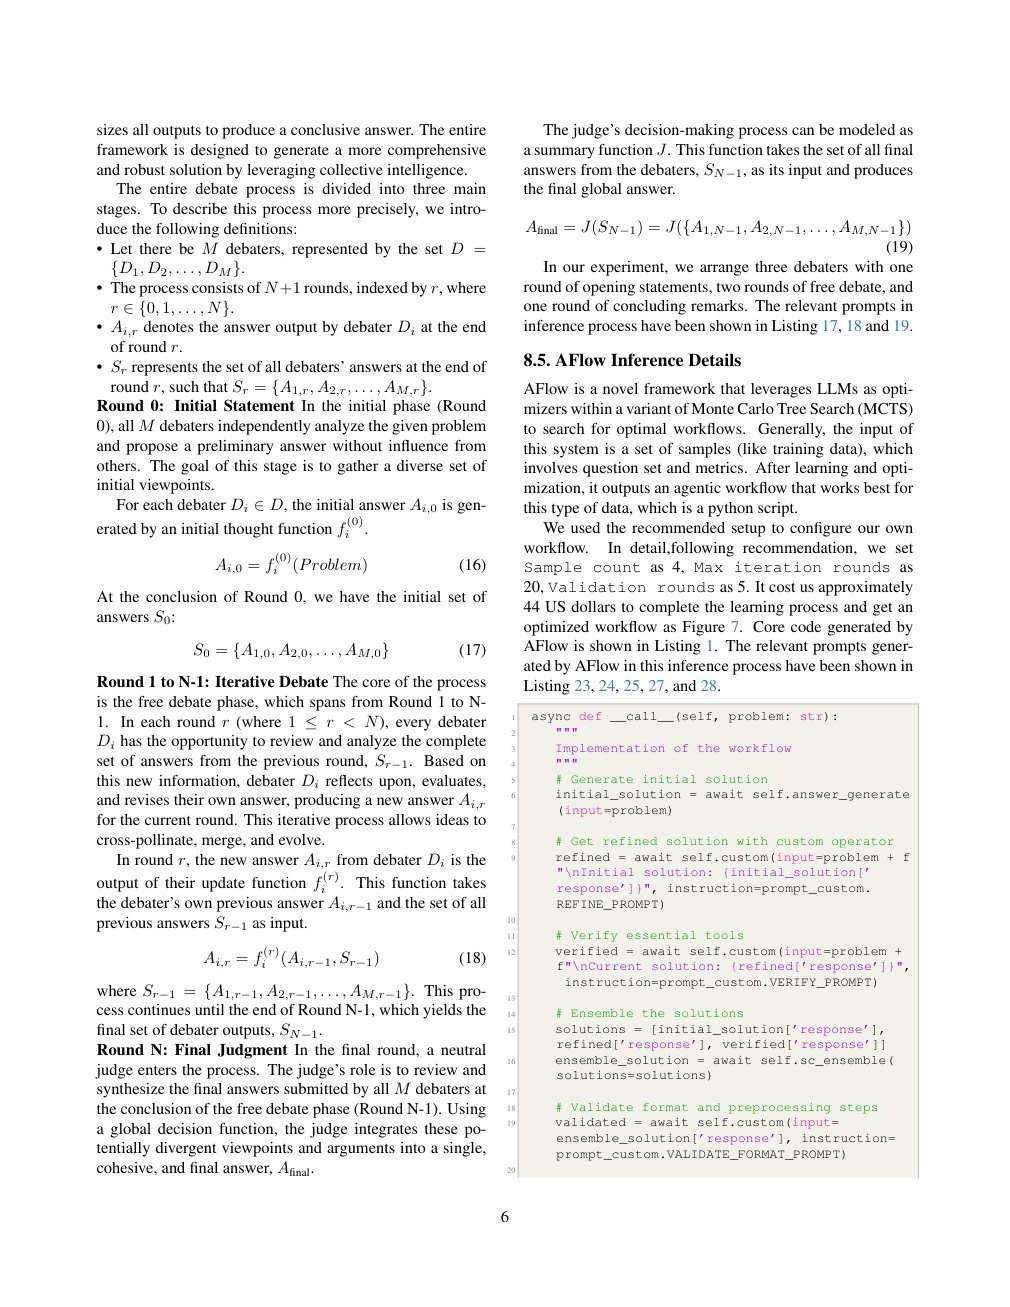 sizes all outputs to produce a conclusive answer. The entire
framework is designed to generate a more comprehensive
and robust solution by leveraging collective intelligence.
The entire debate process is divided into three main
stages. To describe this process more precisely, we intro-
duce the following definitions:
• Let there be M debaters, represented by the set D =
{D1, D2, . . . , DM}.
• The process consists of N+1 rounds, indexed by r, where
r ∈ {0, 1, . . . , N}.
• Ai,r denotes the answer output by debater Di at the end
of round r.
• Sr represents the set of all debaters' answers at the end of
round r, such that Sr = {A1,r, A2,r, . . . , AM,r}.
Round 0: Initial Statement In the initial phase (Round
0), all M debaters independently analyze the given problem
and propose a preliminary answer without influence from
others. The goal of this stage is to gather a diverse set of
initial viewpoints.
For each debater Di ∈ D, the initial answer Ai,0 is gen-
erated by an initial thought function fi(0).
Ai,0 = fi(0)(Problem) (16)
At the conclusion of Round 0, we have the initial set of
answers S0:
S0 = {A1,0, A2,0, . . . , AM,0} (17)
Round 1 to N-1: Iterative Debate The core of the process
is the free debate phase, which spans from Round 1 to N-
1. In each round r (where 1 ≤ r < N), every debater
Di has the opportunity to review and analyze the complete
set of answers from the previous round, Sr−1. Based on
this new information, debater Di reflects upon, evaluates,
and revises their own answer, producing a new answer Ai,r
for the current round. This iterative process allows ideas to
cross-pollinate, merge, and evolve.
In round r, the new answer Ai,r from debater Di is the
output of their update function fi(r). This function takes
the debater's own previous answer Ai,r−1 and the set of all
previous answers Sr−1 as input.
Ai,r = fi(r)(Ai,r−1, Sr−1) (18)
where Sr−1 = {A1,r−1, A2,r−1, . . . , AM,r−1}. This pro-
cess continues until the end of Round N-1, which yields the
final set of debater outputs, SN−1.
Round N: Final Judgment In the final round, a neutral
judge enters the process. The judge's role is to review and
synthesize the final answers submitted by all M debaters at
the conclusion of the free debate phase (Round N-1). Using
a global decision function, the judge integrates these po-
tentially divergent viewpoints and arguments into a single,
cohesive, and final answer, Afinal.
The judge's decision-making process can be modeled as
a summary function J. This function takes the set of all final
answers from the debaters, SN−1, as its input and produces
the final global answer.
Afinal = J(SN−1) = J({A1,N−1, A2,N−1, . . . , AM,N−1})
(19)
In our experiment, we arrange three debaters with one
round of opening statements, two rounds of free debate, and
one round of concluding remarks. The relevant prompts in
inference process have been shown in Listing 17, 18 and 19.
8.5. AFlow Inference Details
AFlow is a novel framework that leverages LLMs as opti-
mizers within a variant of Monte Carlo Tree Search (MCTS)
to search for optimal workflows. Generally, the input of
this system is a set of samples (like training data), which
involves question set and metrics. After learning and opti-
mization, it outputs an agentic workflow that works best for
this type of data, which is a python script.
We used the recommended setup to configure our own
workflow. In detail,following recommendation, we set
Sample count as 4, Max iteration rounds as
20, Validation rounds as 5. It cost us approximately
44 US dollars to complete the learning process and get an
optimized workflow as Figure 7. Core code generated by
AFlow is shown in Listing 1. The relevant prompts gener-
ated by AFlow in this inference process have been shown in
Listing 23, 24, 25, 27, and 28.
1 async def __call__(self, problem: str):
2 """
3 Implementation of the workflow
4 """
5 # Generate initial solution
6 initial_solution = await self.answer_generate
(input=problem)
7
8 # Get refined solution with custom operator
9 refined = await self.custom(input=problem + f
"\nInitial solution: {initial_solution['
response']}", instruction=prompt_custom.
REFINE_PROMPT)
10
11 # Verify essential tools
12 verified = await self.custom(input=problem +
f"\nCurrent solution: {refined['response']}",
instruction=prompt_custom.VERIFY_PROMPT)
13
14 # Ensemble the solutions
15 solutions = [initial_solution['response'],
refined['response'], verified['response']]
16 ensemble_solution = await self.sc_ensemble(
solutions=solutions)
17
18 # Validate format and preprocessing steps
19 validated = await self.custom(input=
ensemble_solution['response'], instruction=
prompt_custom.VALIDATE_FORMAT_PROMPT)
20
6